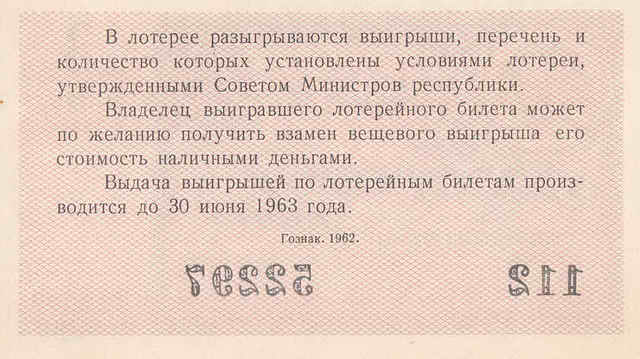 В лотерее разыгрываются выигрыши, перечень и
количество которых установлены условиями лотереи,
утвержденными Советом Министров республики.
Владелец выигравшего лотерейного билета может
по желанию получить взамен вещевого выигрыша его
стоимость наличными деньгами.
Выдача выигрышей по лотерейным билетам произ-
водится до 30 июня 1963 года.
Гознак. 1962.